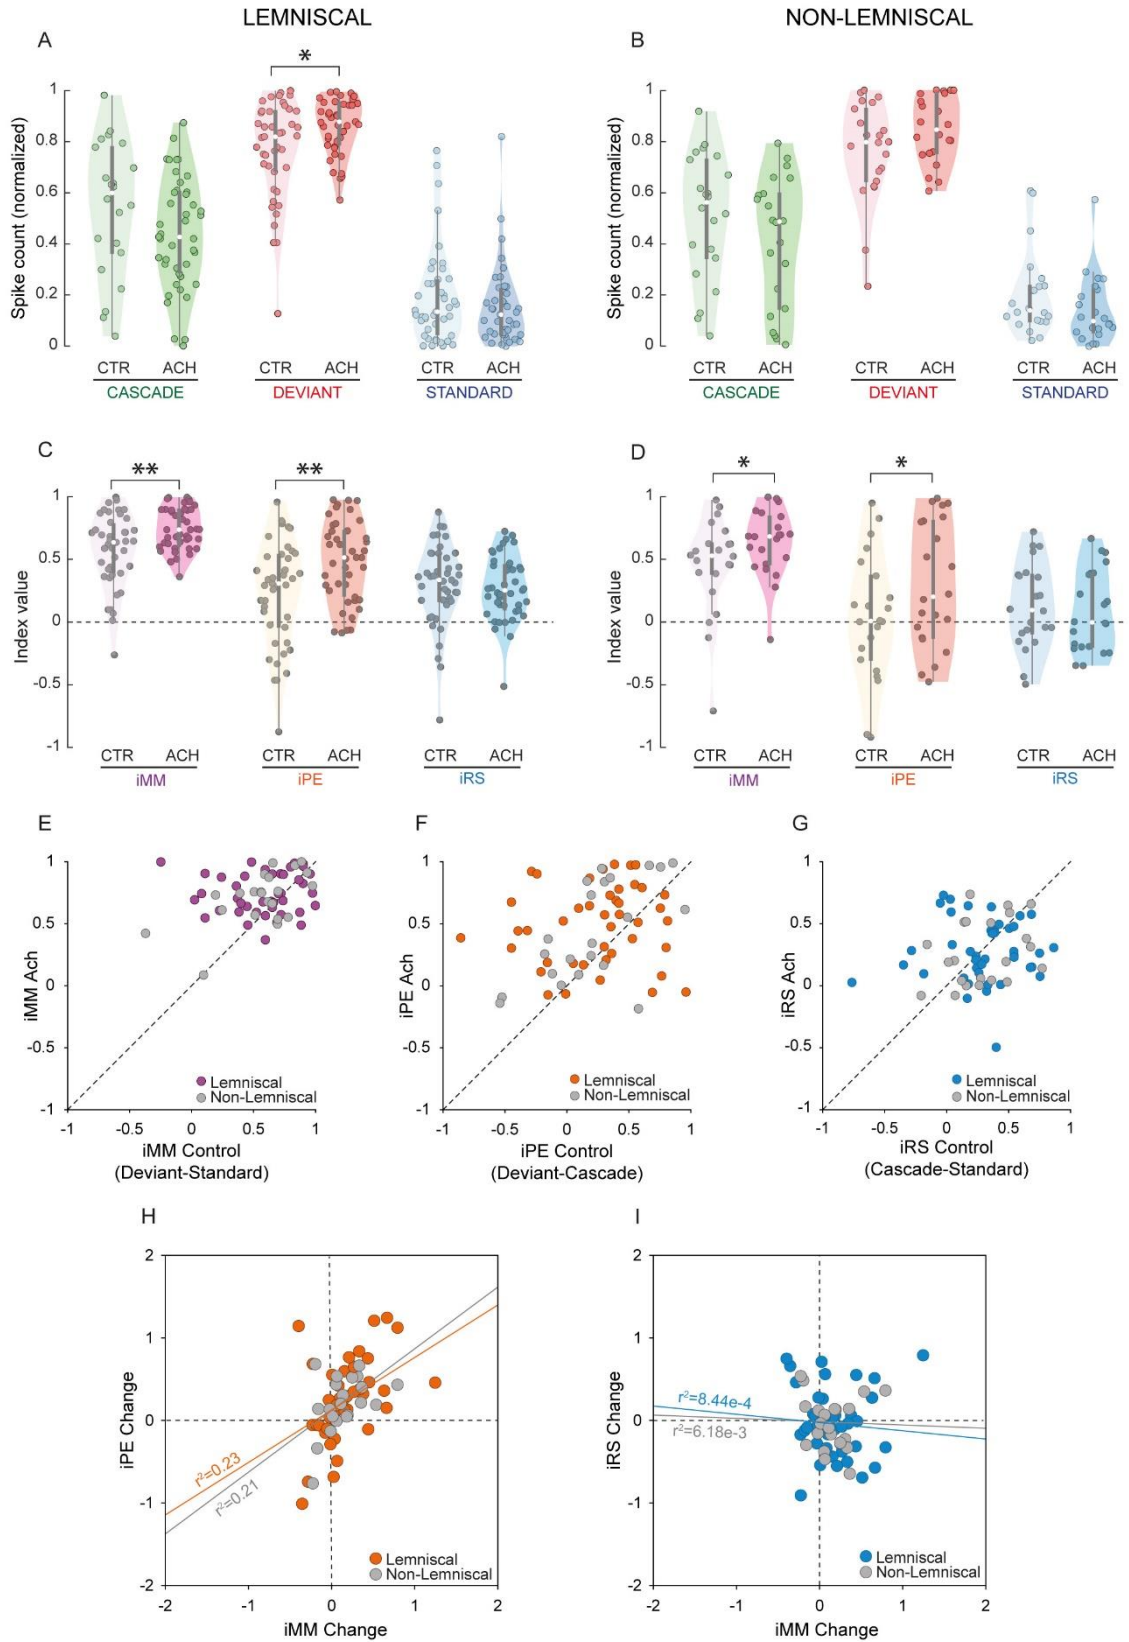 LEMNISCAL NON-LEMNISCAL
A B
* 
1 1
0.8 0.8
0.6 0.6
0.4 0.4
0.2 0.2
0 0
Spike count (normalized) Spike count (normalized)
CTR ACH CTR ACH CTR ACH CTR ACH CTR ACH CTR ACH
CASCADE DEVIANT STANDARD CASCADE DEVIANT STANDARD
C D
** ** * *
1 1
0.5 0.5
0 0
-0.5 -0.5
-1 -1
Index value Index value
CTR ACH CTR ACH CTR ACH CTR ACH CTR ACH CTR ACH
iMM iPE iRS iMM iPE iRS
E F G
1 1 1
0.5 0.5 0.5
0 0 0
-0.5 -0.5 -0.5
-1 -1 -1
iMM Ach iPE Ach iRS Ach
Lemniscal Lemniscal Lemniscal
Non-Lemniscal Non-Lemniscal Non-Lemniscal
-1 -0.5 0 0.5 1 -1 -0.5 0 0.5 1 -1 -0.5 0 0.5 1
iMM Control iPE Control iRS Control
(Deviant-Standard) (Deviant-Cascade) (Cascade-Standard)
H I
2 2
1 1
0 0
-1 -1
-2 -2
iPE Change iRS Change
r²=0.23 r²=8.44e-4
r²=0.21 r²=6.18e-3
Lemniscal Lemniscal
Non-Lemniscal Non-Lemniscal
-2 -1 0 1 2 -2 -1 0 1 2
iMM Change iMM Change